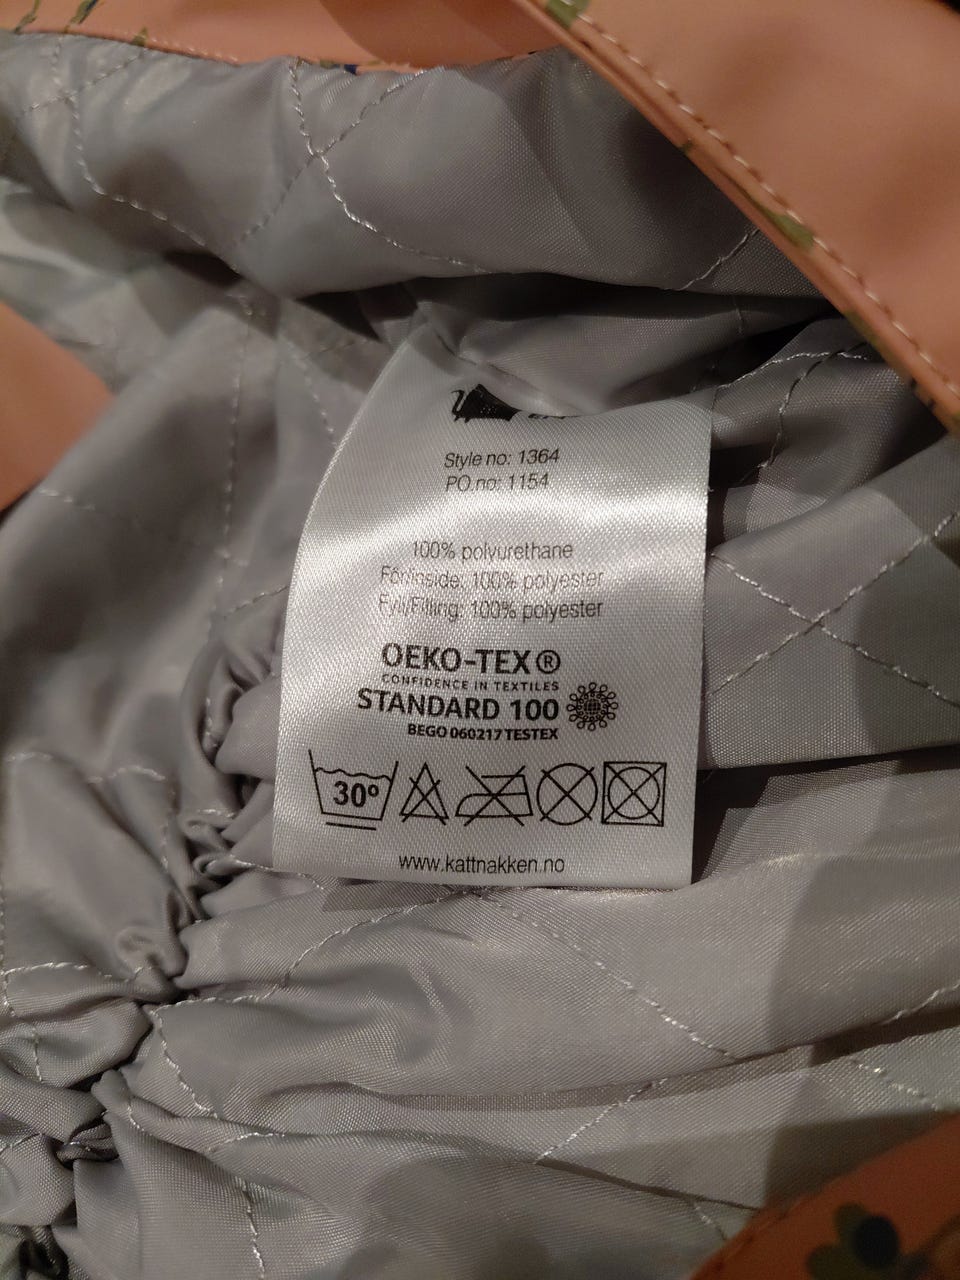 Style no: 1364
PO.no: 1154
100% polyurethane
Fôr/Inside: 100% polyester
Fyll/Filling: 100% polyester
OEKO-TEX®
CONFIDENCE IN TEXTILES
STANDARD 100
BEGO 060217 TESTEX
30º
www.kattnakken.no